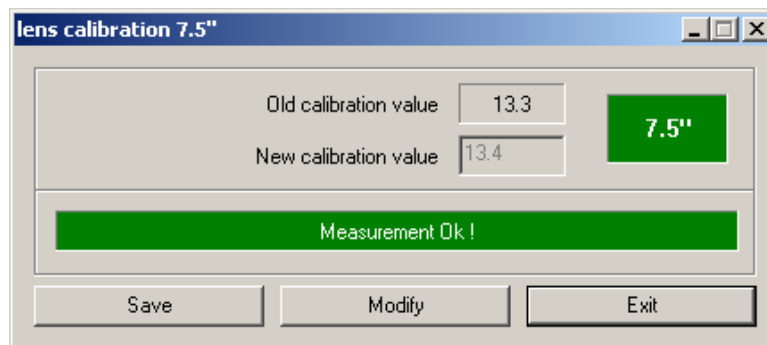 lens calibration 7.5"
Old calibration value 13.3
7.5"
New calibration value 13.4
Measurement Ok !
Save Modify Exit